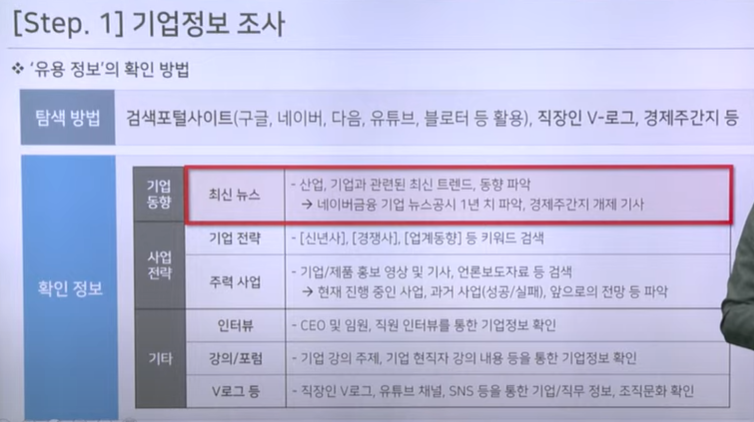 [Step. 1] 기업정보 조사
❖ '유용 정보'의 확인 방법
탐색 방법
검색포털사이트(구글, 네이버, 다음, 유튜브, 블로터 등 활용), 직장인 V-로그, 경제주간지 등
확인 정보
기업
동향
최신 뉴스
- 산업, 기업과 관련된 최신 트렌드, 동향 파악
→ 네이버금융 기업 뉴스공시 1년 치 파악, 경제주간지 개제 기사
사업
전략
기업 전략
- [신년사], [경쟁사], [업계동향] 등 키워드 검색
주력 사업
- 기업/제품 홍보 영상 및 기사, 언론보도자료 등 검색
→ 현재 진행 중인 사업, 과거 사업(성공/실패), 앞으로의 전망 등 파악
기타
인터뷰
- CEO 및 임원, 직원 인터뷰를 통한 기업정보 확인
강의/포럼
- 기업 강의 주제, 기업 현직자 강의 내용 등을 통한 기업정보 확인
V로그 등
- 직장인 V로그, 유튜브 채널, SNS 등을 통한 기업/직무 정보, 조직문화 확인